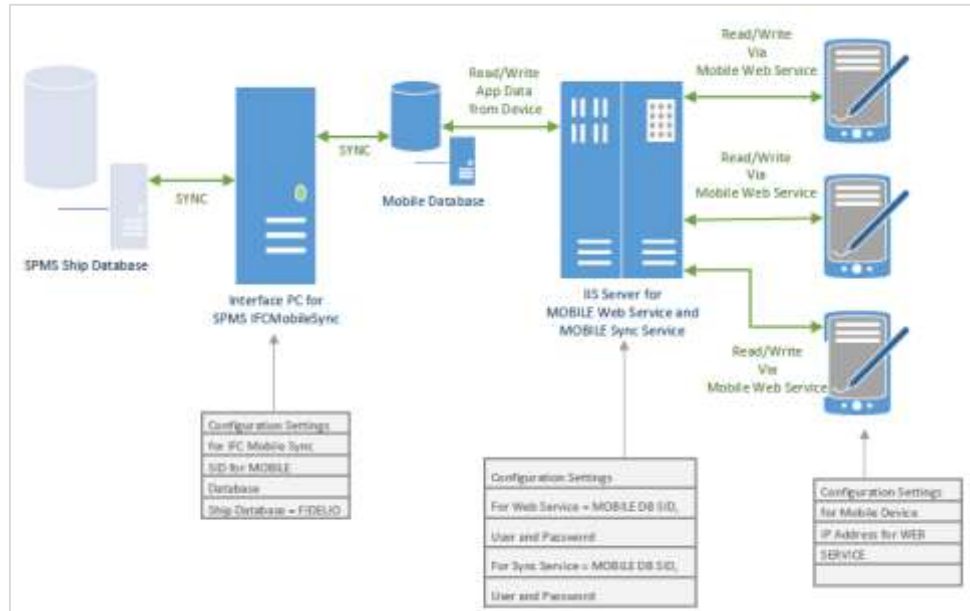 Read/Write
Via
Mobile Web Service
Read/Write
App Data
from Device
SYNC
SYNC
Mobile Database
SPMS Ship Database
Interface PC for
SPMS IFCMobileSync
IIS Server for
MOBILE Web Service and
MOBILE Sync Service
Read/Write
Via
Mobile Web Service
Read/Write
Via
Mobile Web Service
Configuration Settings
for IFC Mobile Sync
SID for MOBILE
Database
Ship Database = FIDELIO
Configuration Settings
For Web Service = MOBILE DB SID,
User and Password
For Sync Service = MOBILE DB SID,
User and Password
Configuration Settings
for Mobile Device
IP Address for WEB
SERVICE